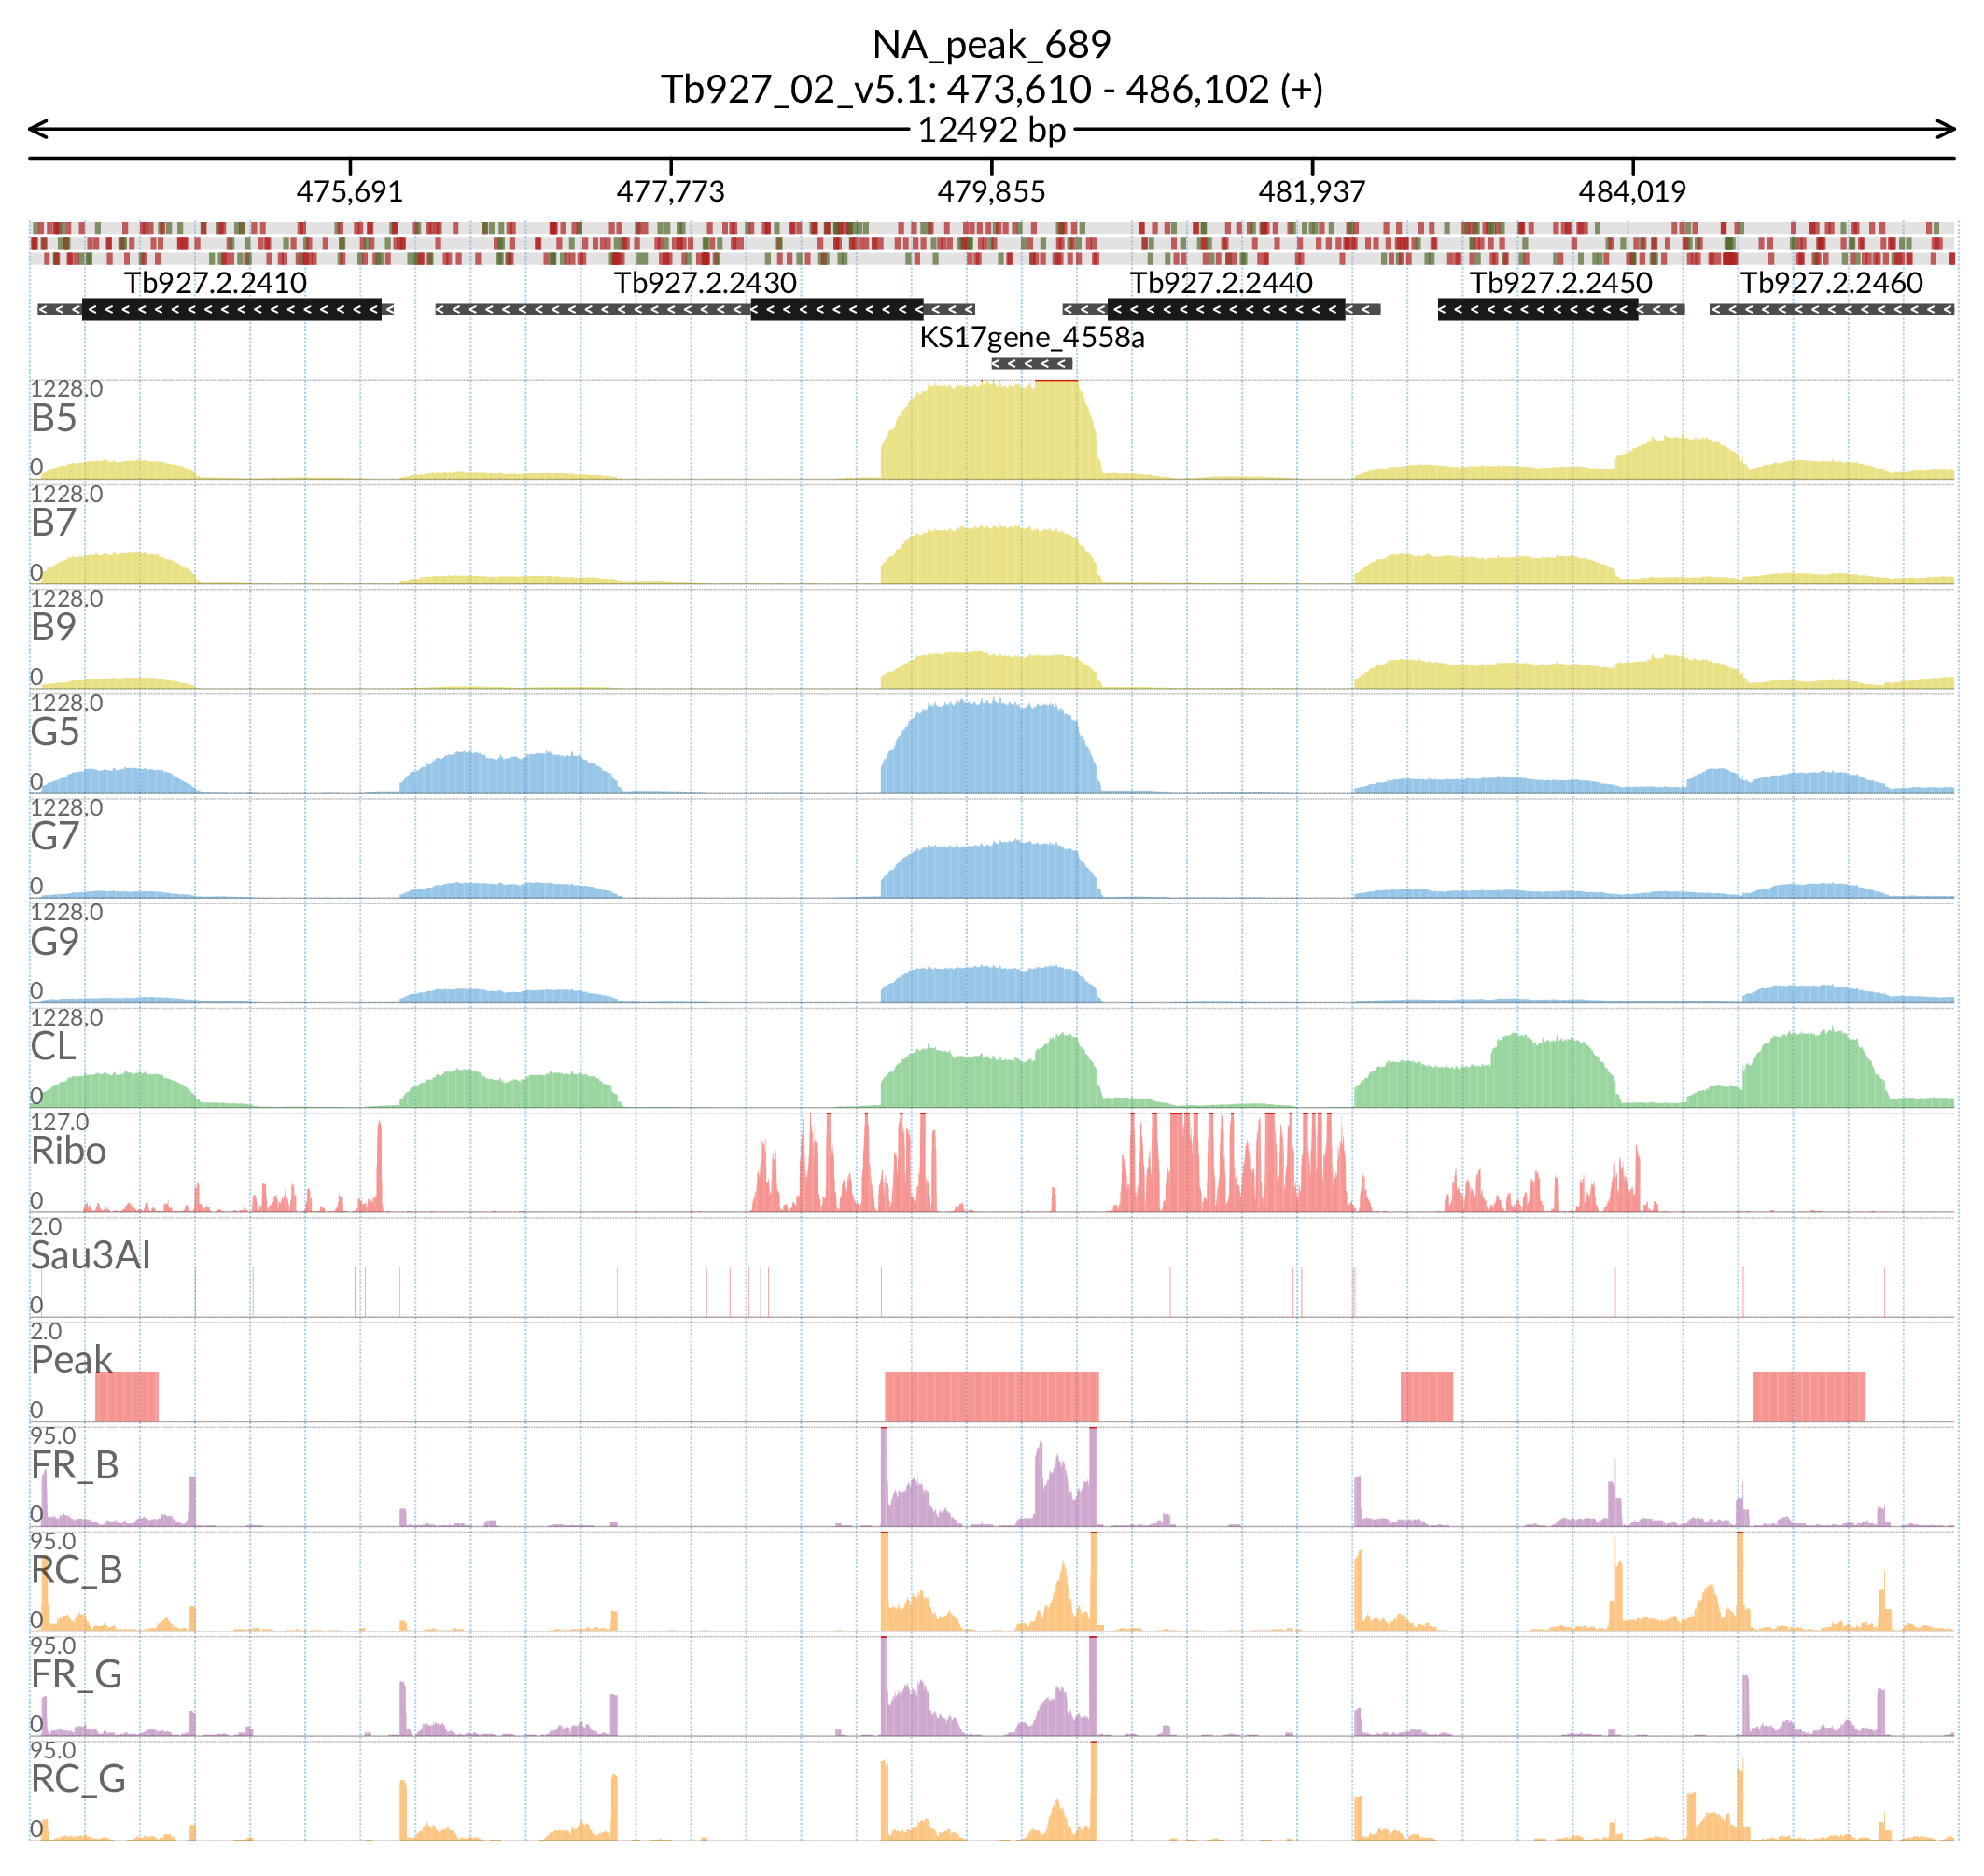 NA_peak_689
Tb927_02_v5.1: 473,610 - 486,102 (+)
12492 bp
475,691 477,773 479,855 481,937 484,019
Tb927.2.2410 Tb927.2.2430 Tb927.2.2440 Tb927.2.2450 Tb927.2.2460
KS17gene_4558a
1228.0
B5
0
1228.0
B7
0
1228.0
B9
0
1228.0
G5
0
1228.0
G7
0
1228.0
G9
0
1228.0
CL
0
127.0
Ribo
0
2.0
Sau3AI
0
2.0
Peak
0
95.0
FR_B
0
95.0
RC_B
0
95.0
FR_G
0
95.0
RC_G
0